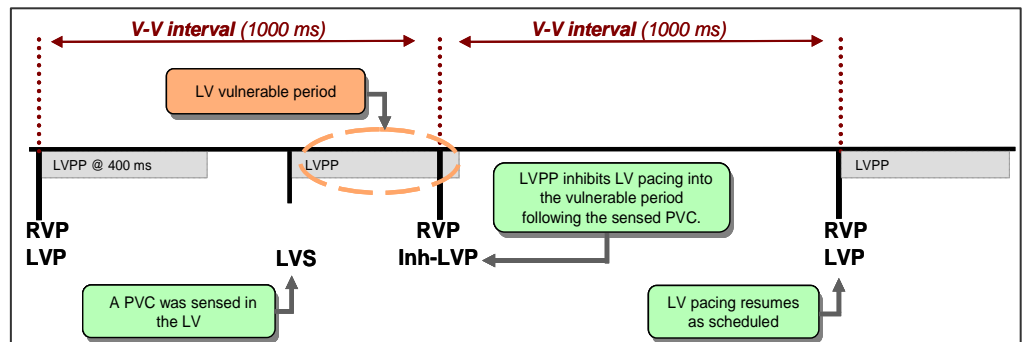 V-V interval (1000 ms)
V-V interval (1000 ms)
LV vulnerable period
LVPP @ 400 ms
LVPP
LVPP
LVPP inhibits LV pacing into
the vulnerable period
following the sensed PVC.
RVP
LVP
LVS
RVP
Inh-LVP
RVP
LVP
A PVC was sensed in
the LV
LV pacing resumes
as scheduled